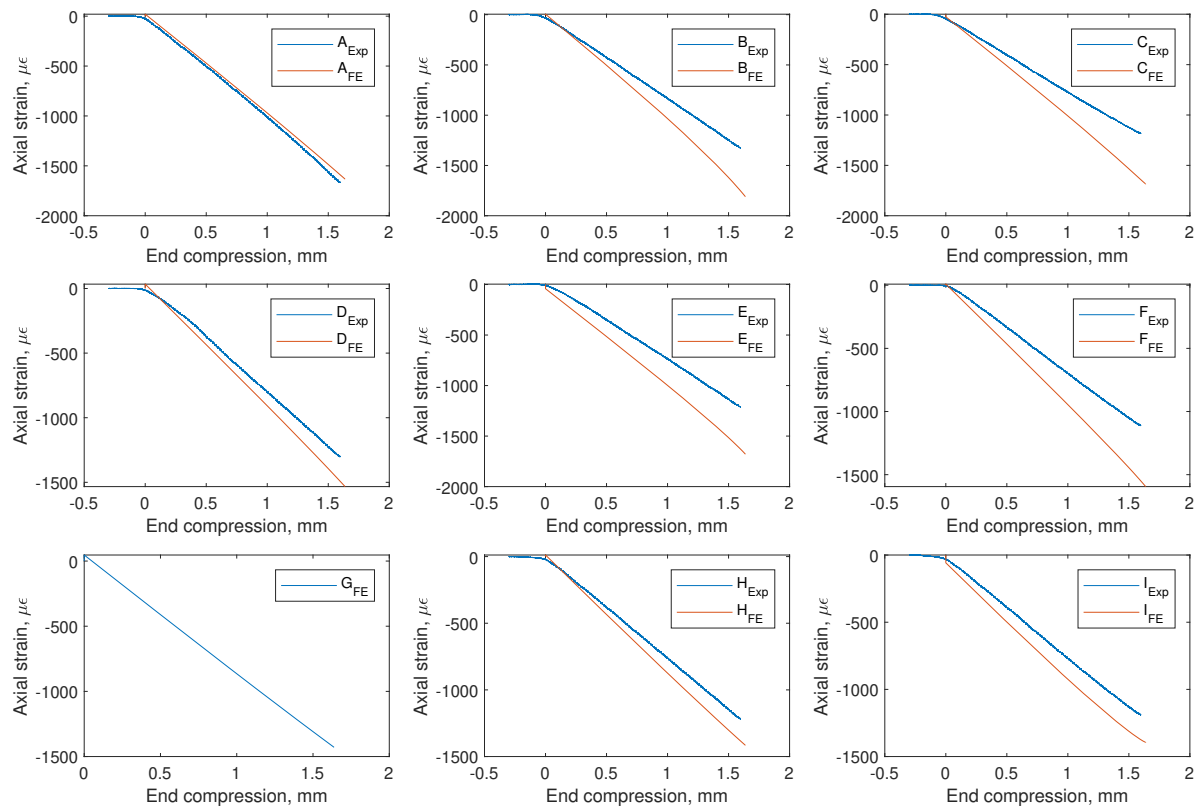 0
-500
-1000
-1500
-2000
Axial strain, με
A_Exp
A_FE
-0.5 0 0.5 1 1.5 2
End compression, mm
0
-500
-1000
-1500
-2000
Axial strain, με
B_Exp
B_FE
-0.5 0 0.5 1 1.5 2
End compression, mm
0
-500
-1000
-1500
-2000
Axial strain, με
C_Exp
C_FE
-0.5 0 0.5 1 1.5 2
End compression, mm
0
-500
-1000
-1500
Axial strain, με
D_Exp
D_FE
-0.5 0 0.5 1 1.5 2
End compression, mm
0
-500
-1000
-1500
-2000
Axial strain, με
E_Exp
E_FE
-0.5 0 0.5 1 1.5 2
End compression, mm
0
-500
-1000
-1500
Axial strain, με
F_Exp
F_FE
-0.5 0 0.5 1 1.5 2
End compression, mm
0
-500
-1000
-1500
Axial strain, με
G_FE
0 0.5 1 1.5 2
End compression, mm
0
-500
-1000
-1500
Axial strain, με
H_Exp
H_FE
-0.5 0 0.5 1 1.5 2
End compression, mm
0
-500
-1000
-1500
Axial strain, με
I_Exp
I_FE
-0.5 0 0.5 1 1.5 2
End compression, mm